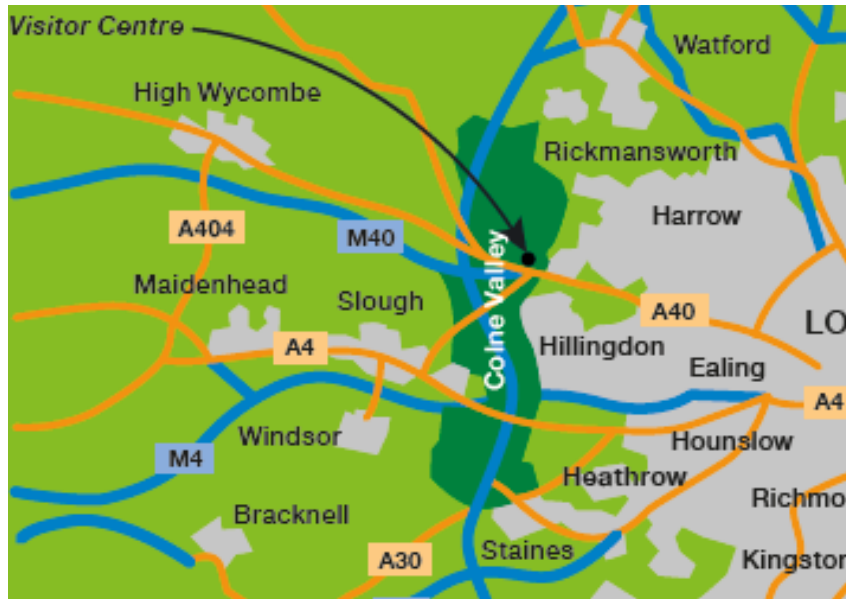 Visitor Centre
Watford
High Wycombe
Rickmansworth
Harrow
A404
M40
Colne Valley
Maidenhead
Slough
A40
LO
A4
Hillingdon
Ealing
A4
Windsor
Hounslow
M4
Heathrow
Richmo
Bracknell
Staines
A30
Kingstor